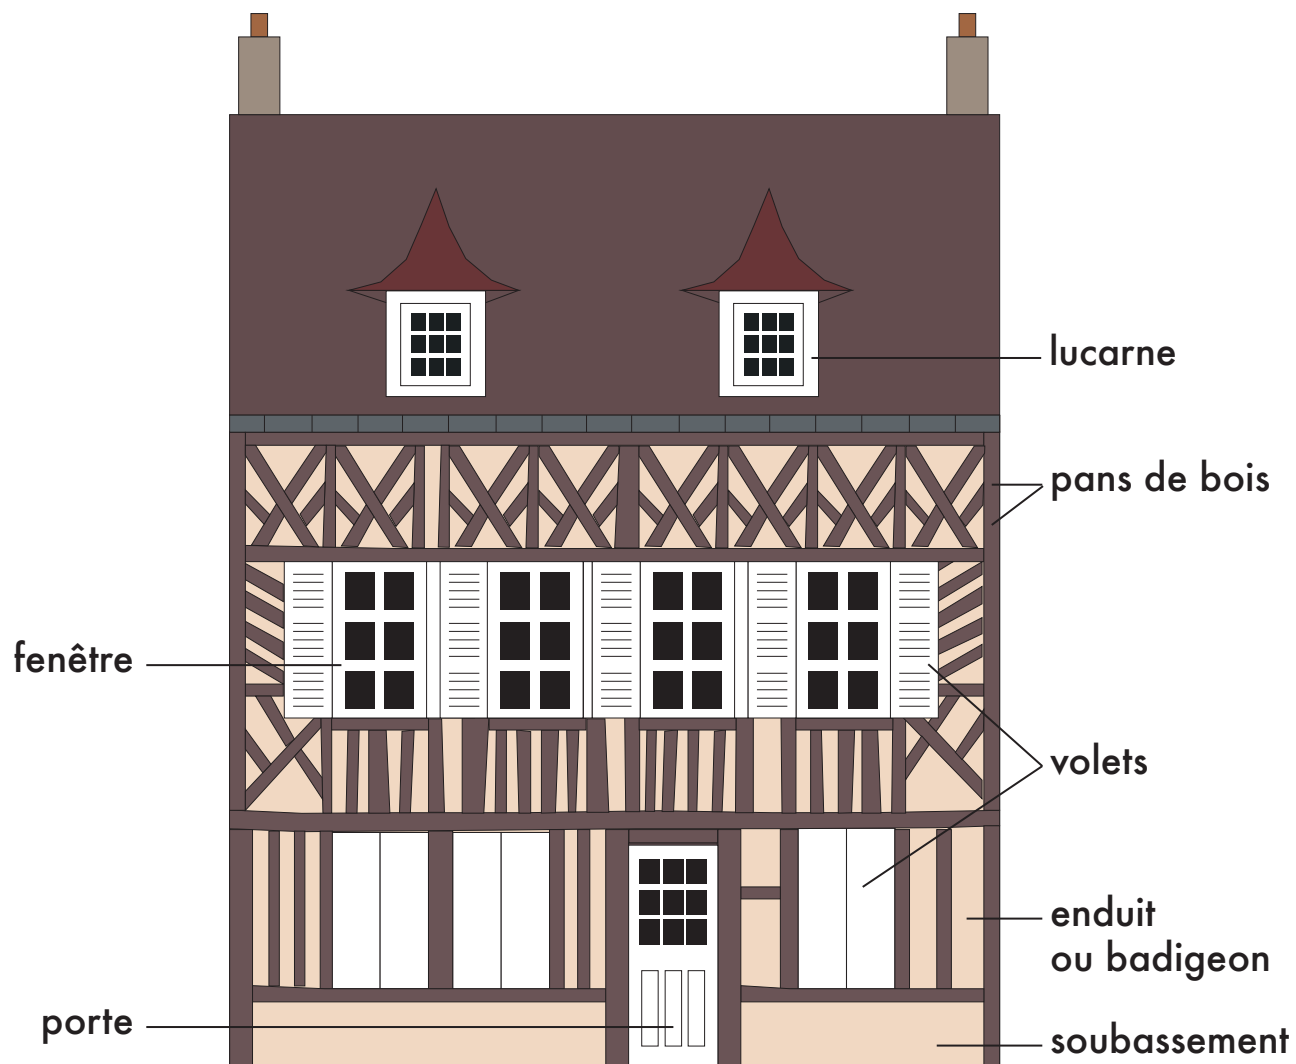 lucarne
pans de bois
fenêtre
volets
enduit
ou badigeon
porte
soubassement